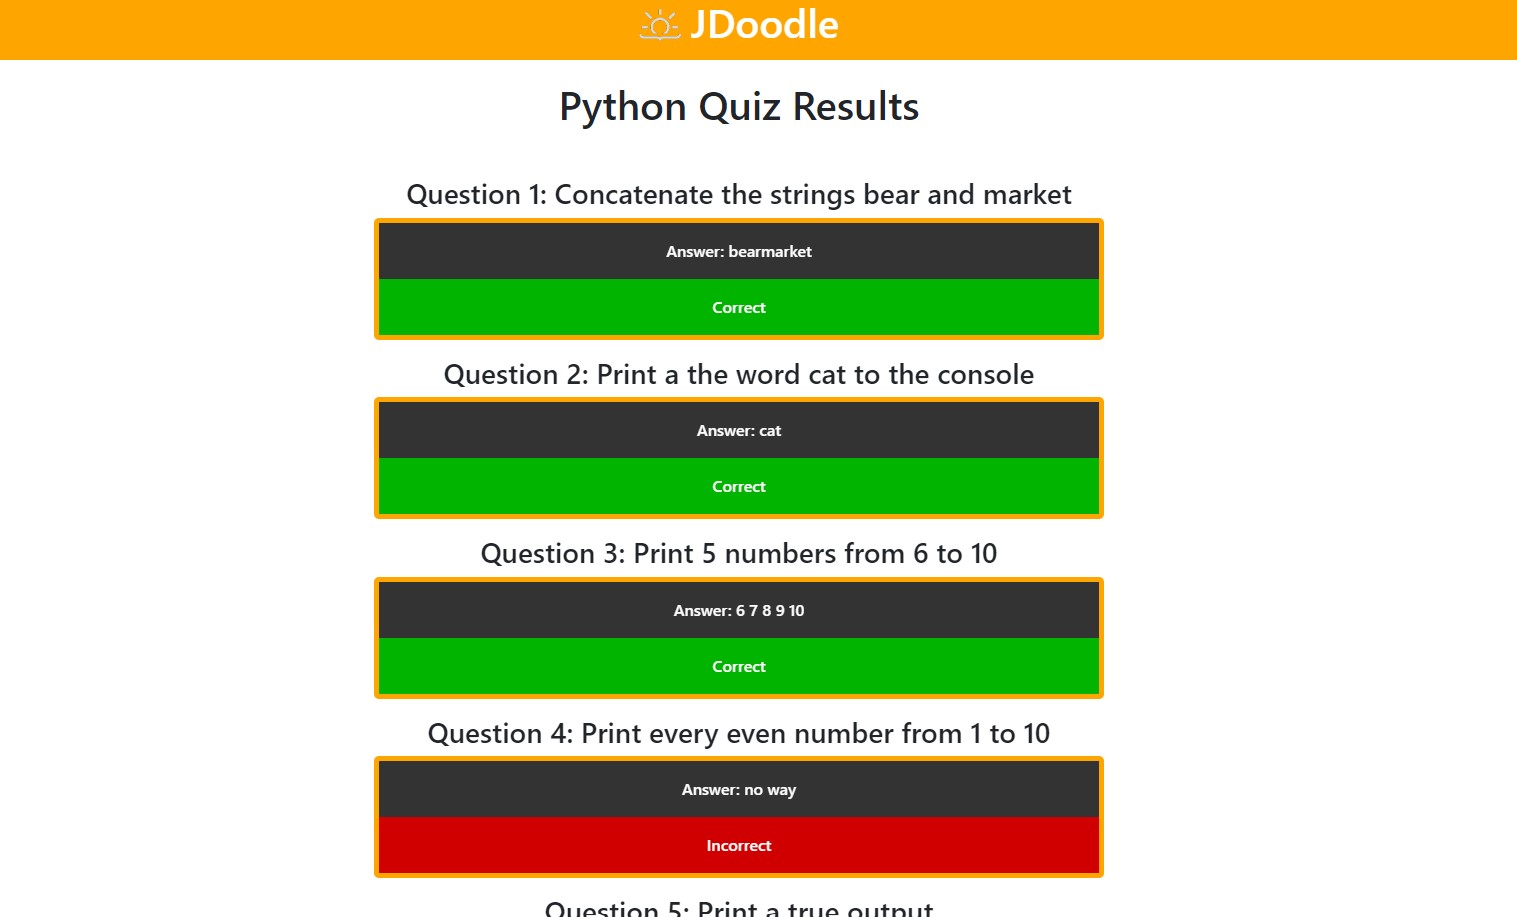 JDoodle
Python Quiz Results
Question 1: Concatenate the strings bear and market
Answer: bearmarket
Correct
Question 2: Print a the word cat to the console
Answer: cat
Correct
Question 3: Print 5 numbers from 6 to 10
Answer: 6 7 8 9 10
Correct
Question 4: Print every even number from 1 to 10
Answer: no way
Incorrect
Question 5: Print a true output